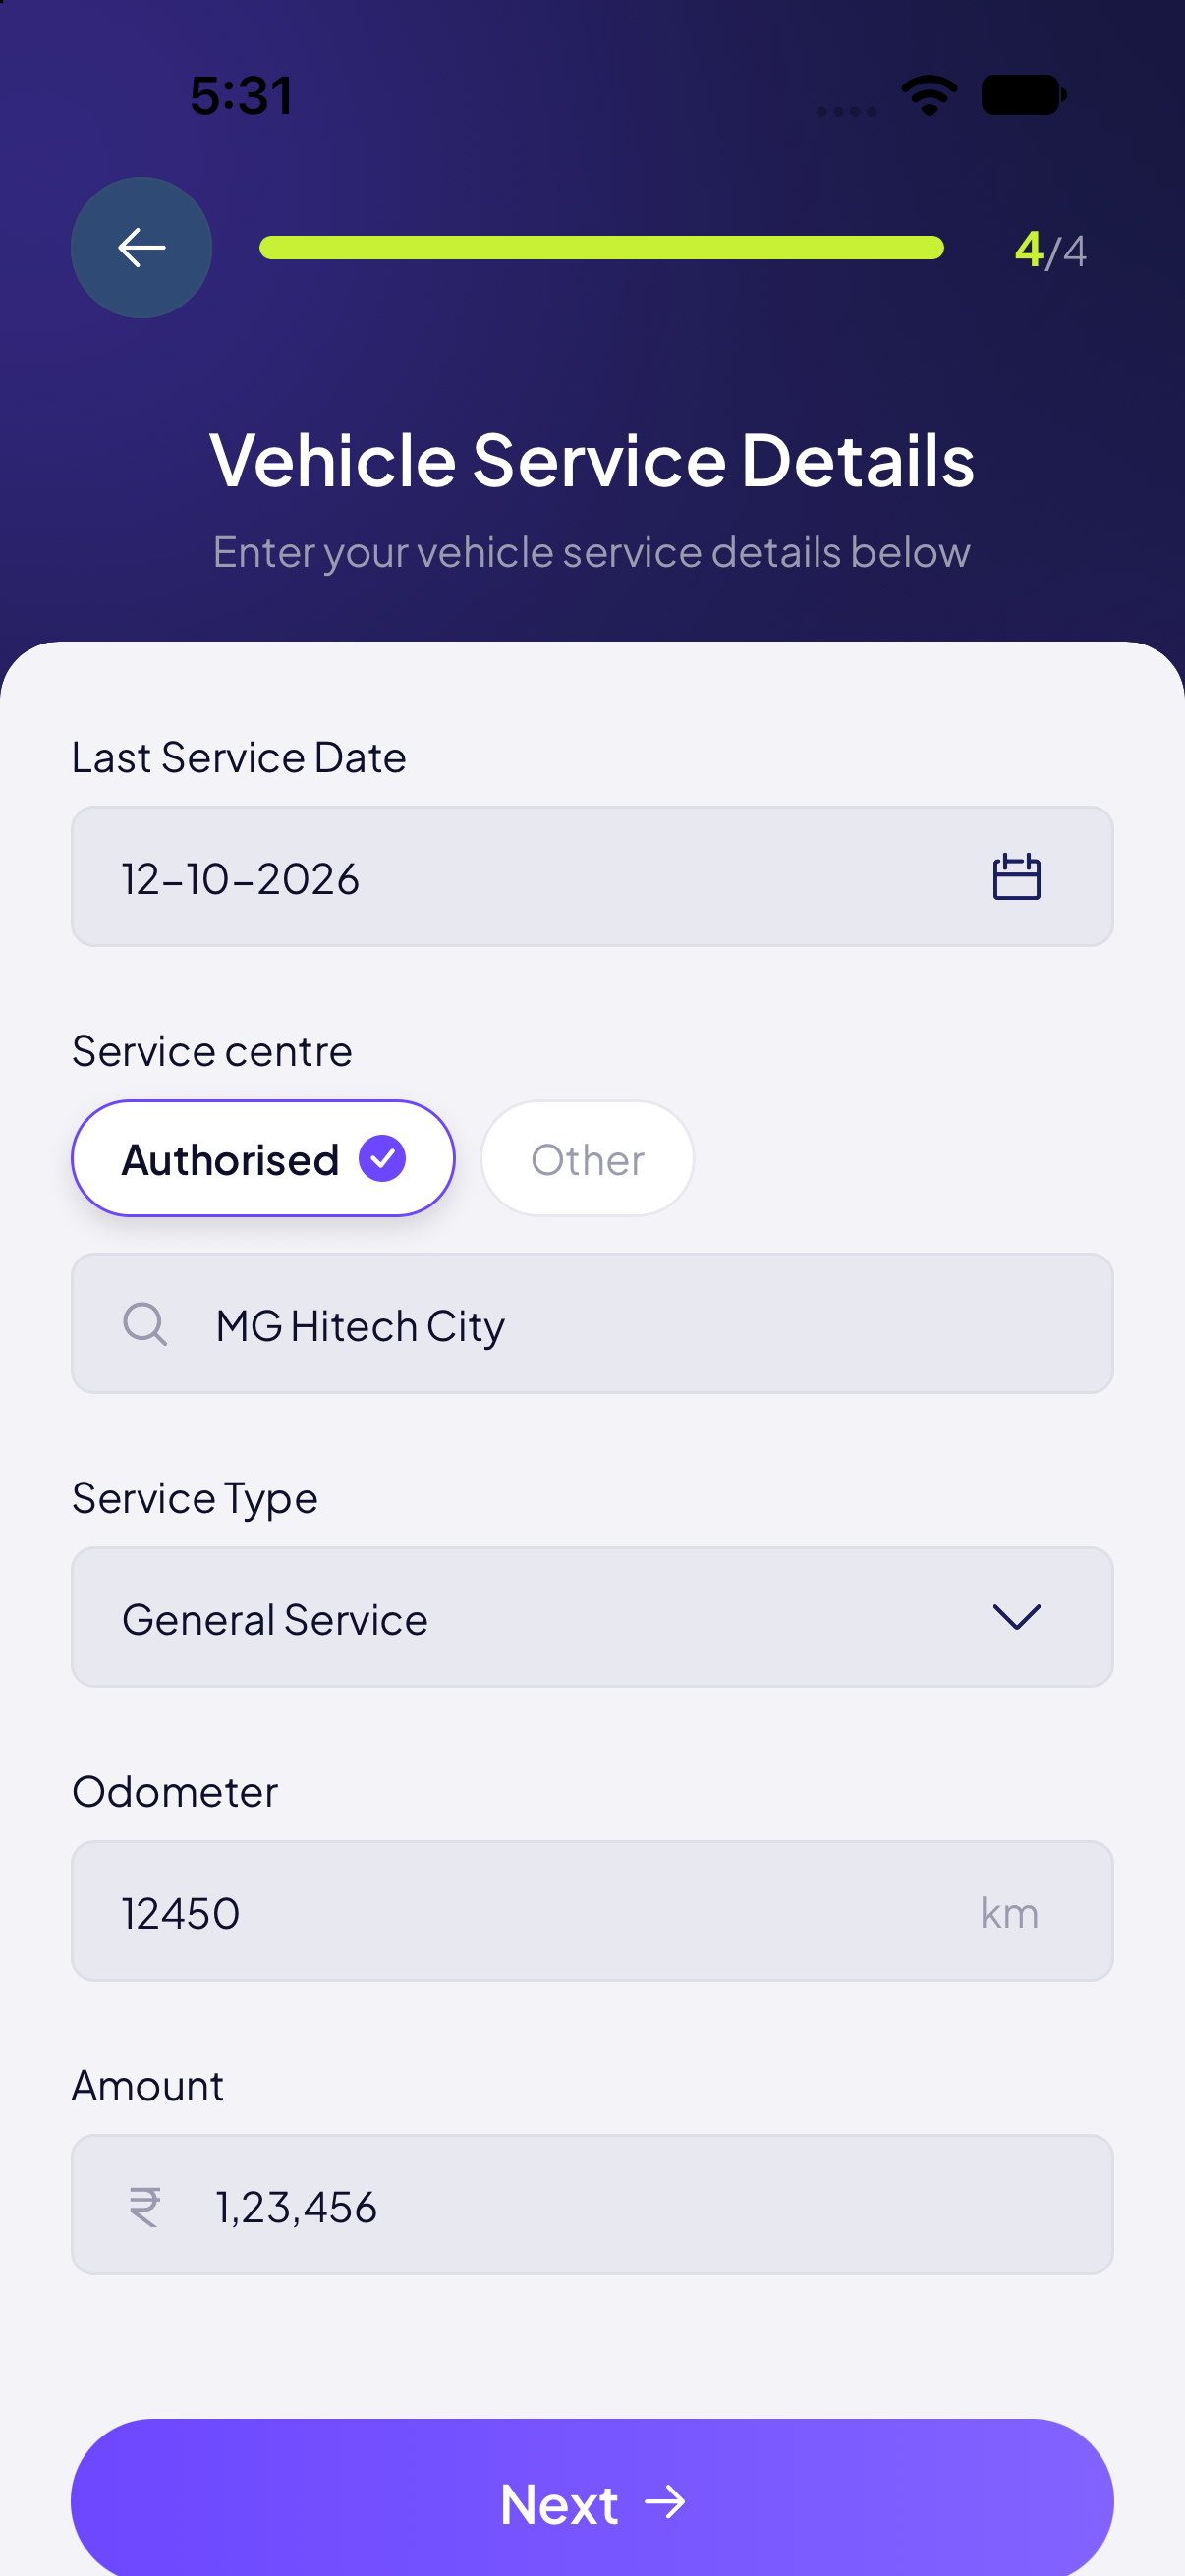 5:31
4/4
Vehicle Service Details
Enter your vehicle service details below
Last Service Date
12-10-2026
Service centre
Authorised
Other
MG Hitech City
Service Type
General Service
Odometer
12450 km
Amount
₹ 1,23,456
Next →